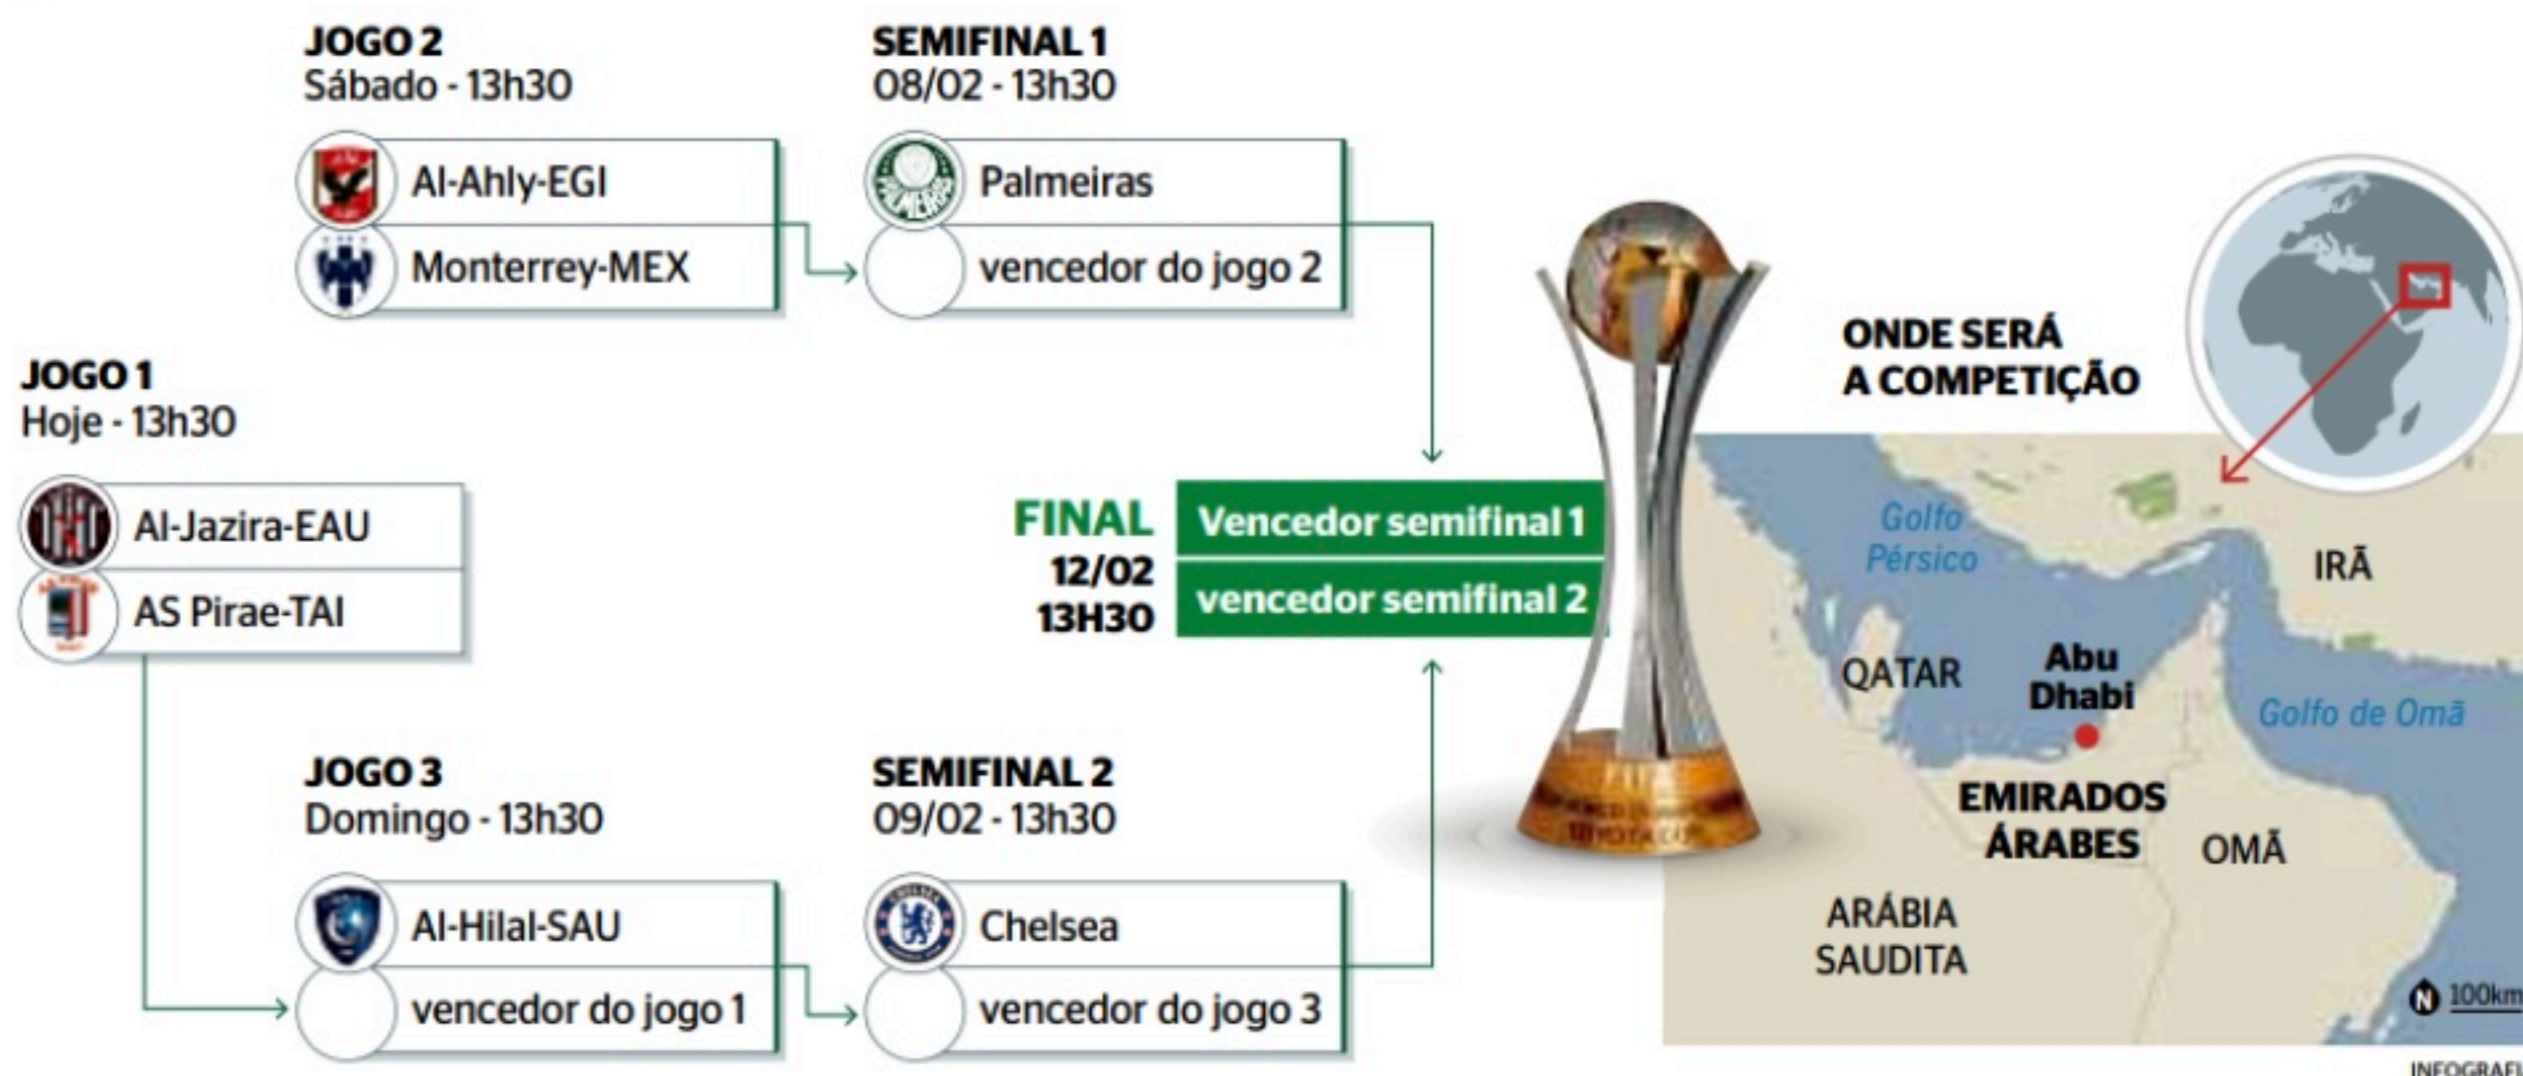 JOGO 2
Sábado - 13h30
Al-Ahly-EGI
Monterrey-MEX
SEMIFINAL 1
08/02 - 13h30
Palmeiras
vencedor do jogo 2
JOGO 1
Hoje - 13h30
Al-Jazira-EAU
AS Pirae-TAI
FINAL
12/02
13H30
Vencedor semifinal 1
vencedor semifinal 2
JOGO 3
Domingo - 13h30
Al-Hilal-SAU
vencedor do jogo 1
SEMIFINAL 2
09/02 - 13h30
Chelsea
vencedor do jogo 3
ONDE SERÁ
A COMPETIÇÃO
Golfo
Pérsico
IRÃ
QATAR
Abu
Dhabi
Golfo de Omã
EMIRADOS
ÁRABES
OMÃ
ARÁBIA
SAUDITA
N 100km